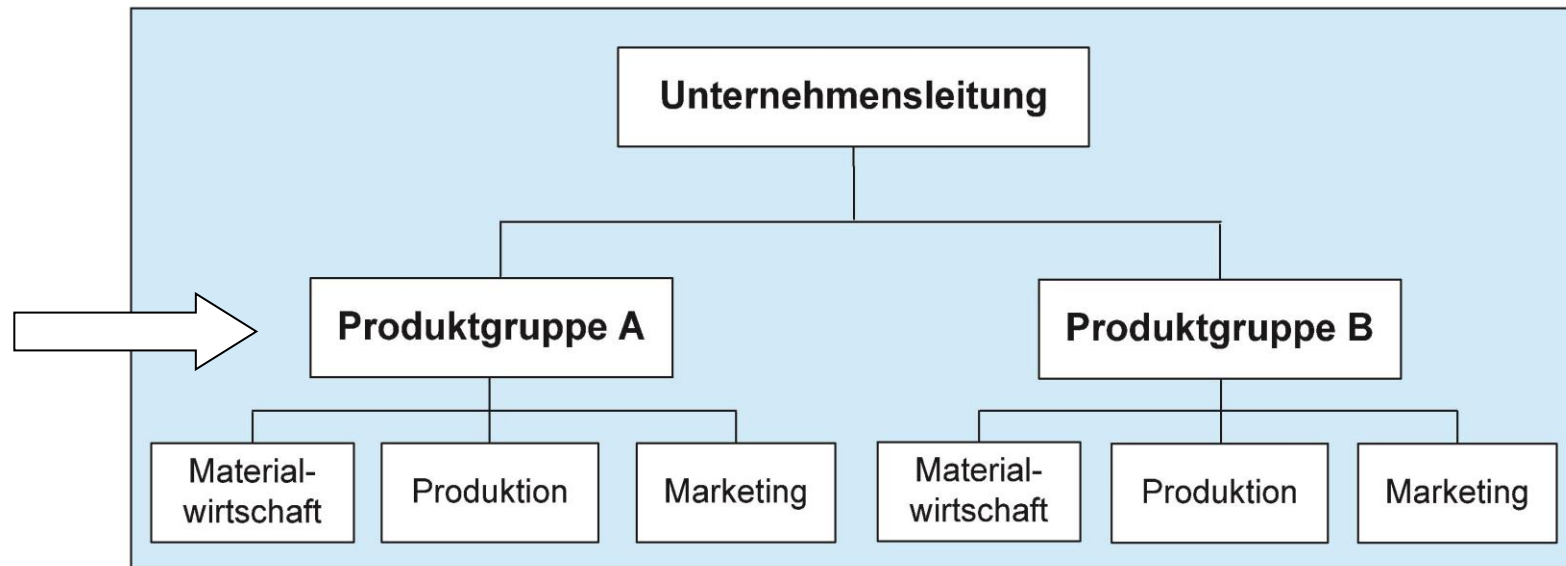 Unternehmensleitung
Produktgruppe A
Produktgruppe B
Material-
wirtschaft
Produktion
Marketing
Material-
wirtschaft
Produktion
Marketing